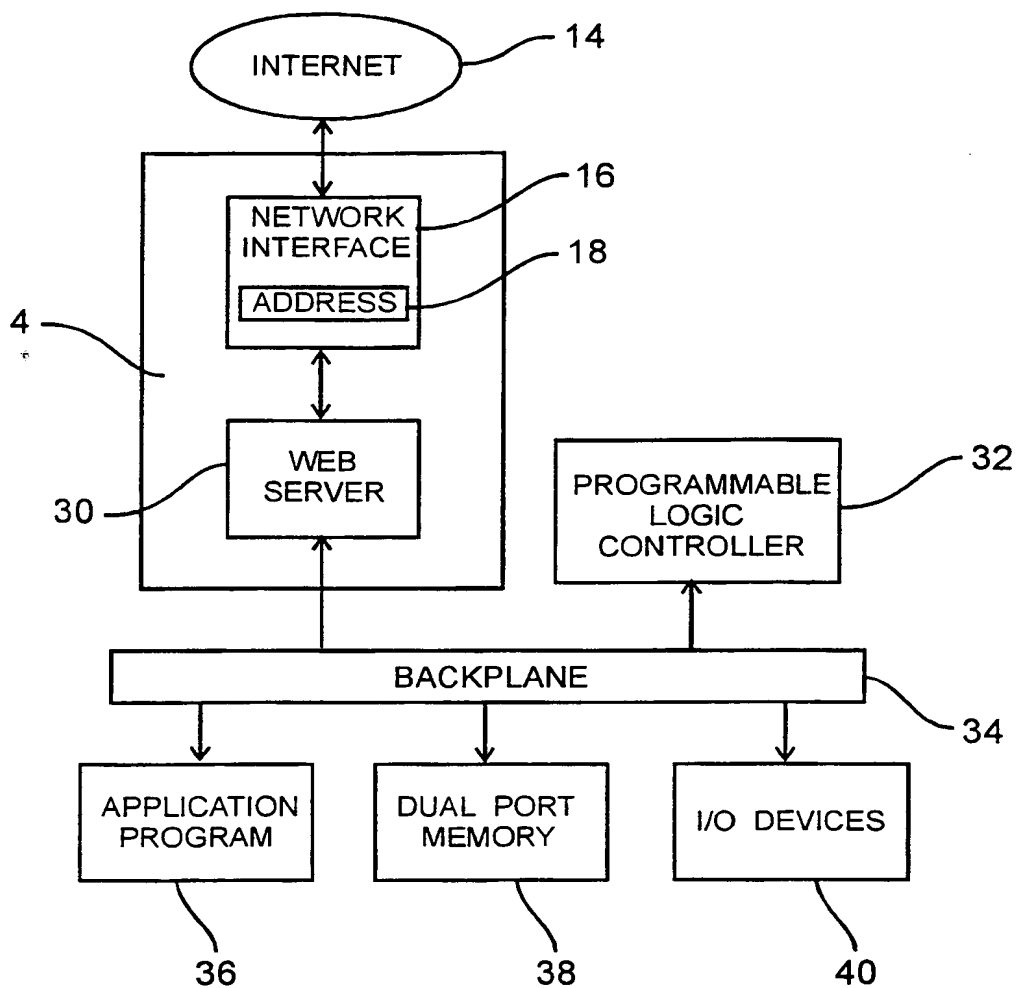 INTERNET
14
NETWORK
INTERFACE
16
ADDRESS
18
4
WEB
SERVER
30
PROGRAMMABLE
LOGIC
CONTROLLER
32
BACKPLANE
34
APPLICATION
PROGRAM
DUAL PORT
MEMORY
I/O DEVICES
36
38
40